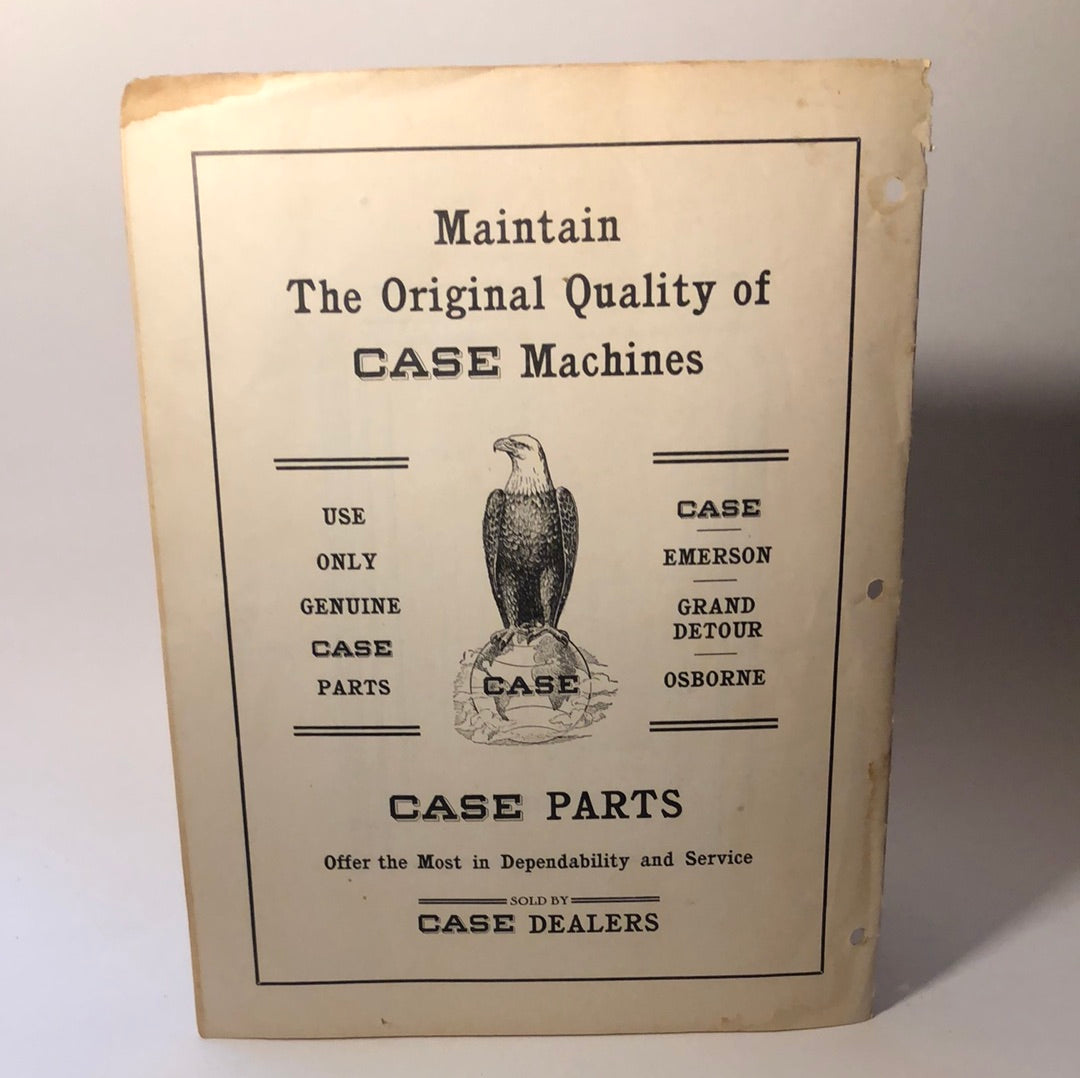 Maintain
The Original Quality of
CASE Machines
USE
ONLY
GENUINE
CASE
PARTS
CASE
CASE
EMERSON
GRAND
DETOUR
OSBORNE
CASE PARTS
Offer the Most in Dependability and Service
SOLD BY
CASE DEALERS